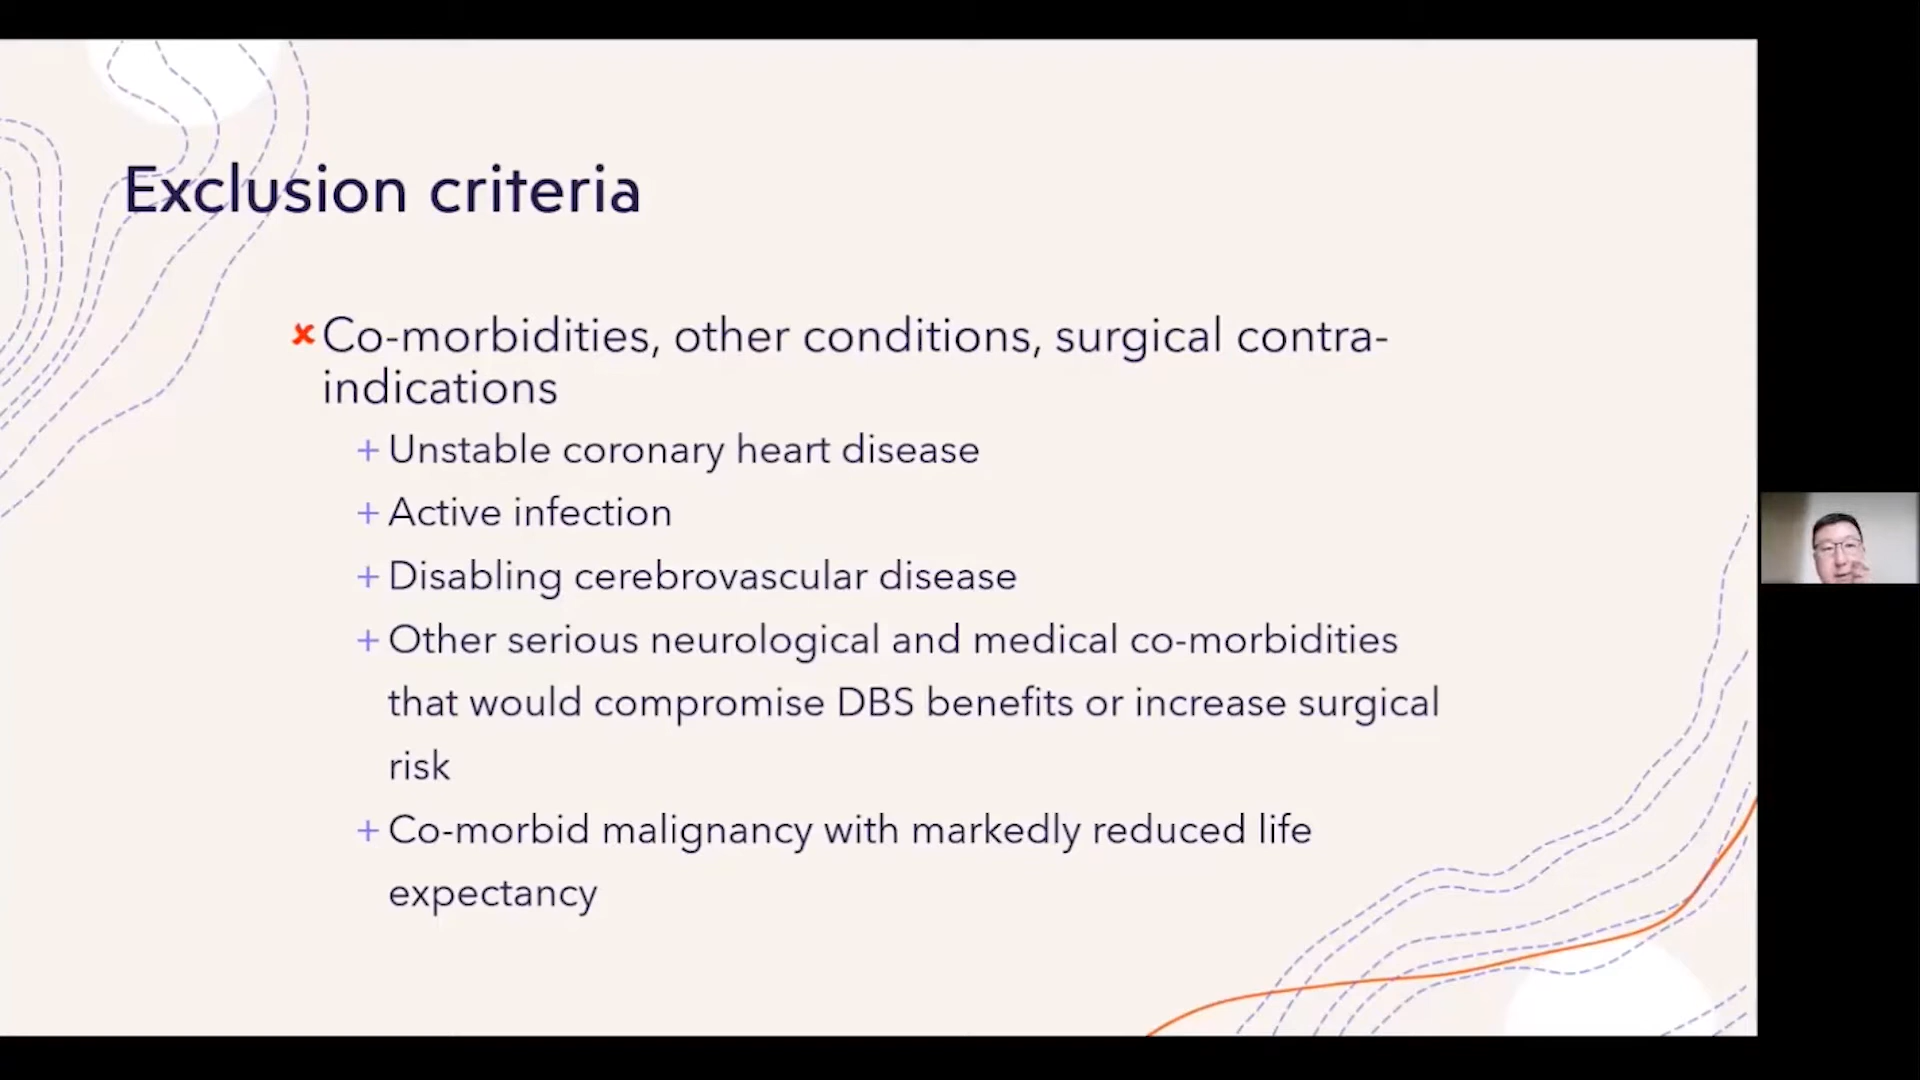 Exclusion criteria
✘ Co-morbidities, other conditions, surgical contra-
indications
+ Unstable coronary heart disease
+ Active infection
+ Disabling cerebrovascular disease
+ Other serious neurological and medical co-morbidities
that would compromise DBS benefits or increase surgical
risk
+ Co-morbid malignancy with markedly reduced life
expectancy